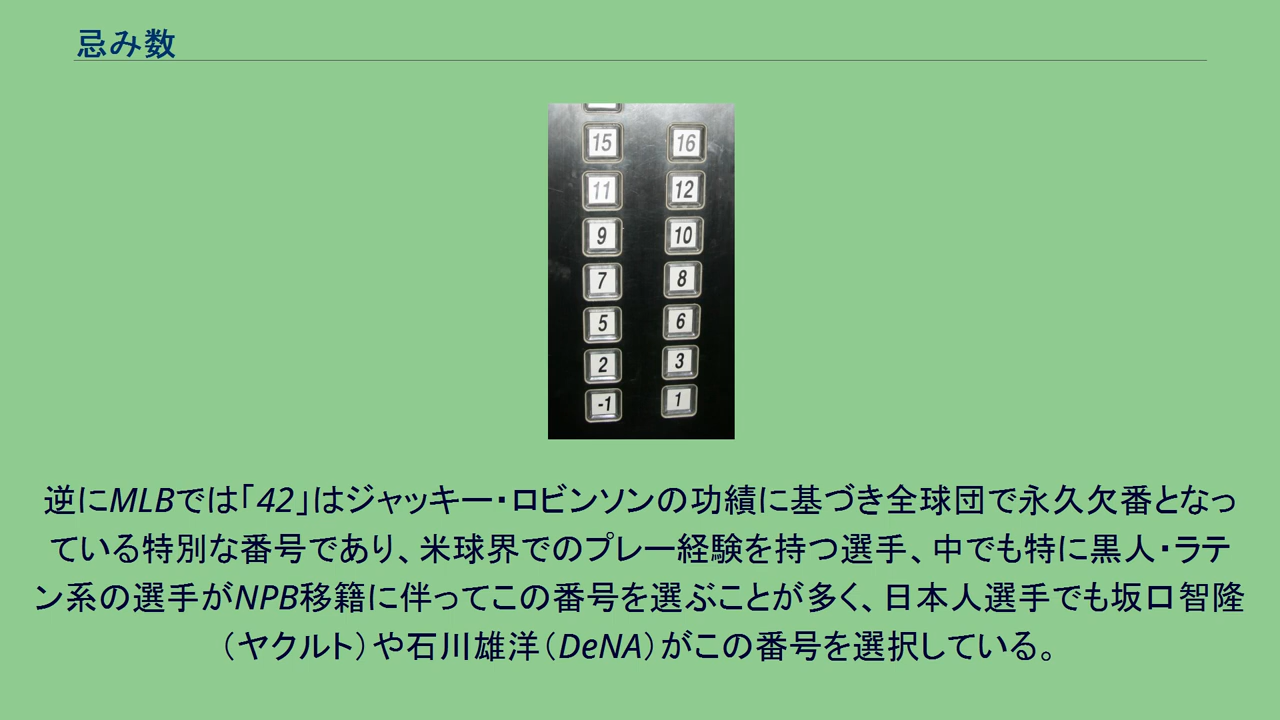 忌み数
15 16
11 12
9 10
7 8
5 6
2 3
-1 1
逆にMLBでは「42」はジャッキー・ロビンソンの功績に基づき全球団で永久欠番となっ
ている特別な番号であり、米球界でのプレー経験を持つ選手、中でも特に黒人・ラテ
ン系の選手がNPB移籍に伴ってこの番号を選ぶことが多く、日本人選手でも坂口智隆
（ヤクルト）や石川雄洋（DeNA）がこの番号を選択している。